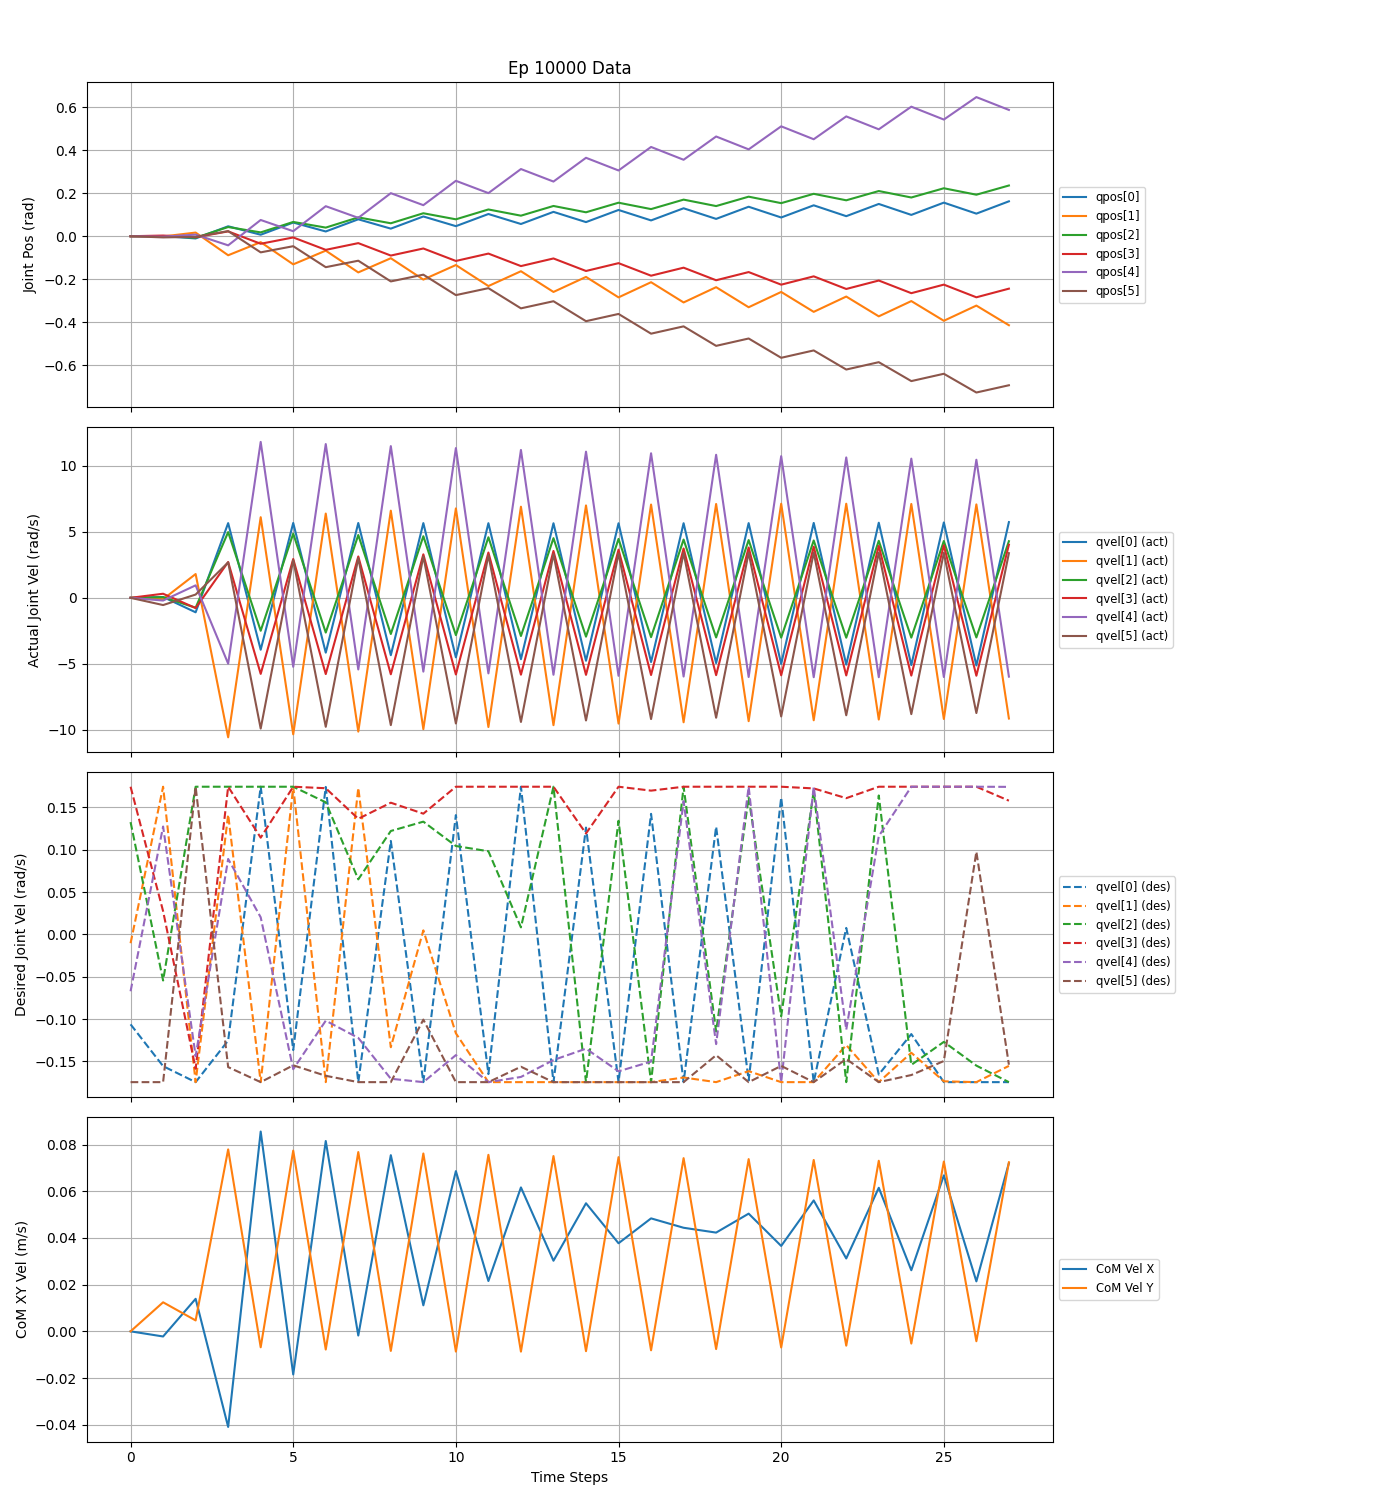 Ep 10000 Data
Joint Pos (rad)
0.6
0.4
0.2
0.0
−0.2
−0.4
−0.6
qpos[0]
qpos[1]
qpos[2]
qpos[3]
qpos[4]
qpos[5]
Actual Joint Vel (rad/s)
10
5
0
−5
−10
qvel[0] (act)
qvel[1] (act)
qvel[2] (act)
qvel[3] (act)
qvel[4] (act)
qvel[5] (act)
Desired Joint Vel (rad/s)
0.15
0.10
0.05
0.00
−0.05
−0.10
−0.15
qvel[0] (des)
qvel[1] (des)
qvel[2] (des)
qvel[3] (des)
qvel[4] (des)
qvel[5] (des)
CoM XY Vel (m/s)
0.08
0.06
0.04
0.02
0.00
−0.02
−0.04
CoM Vel X
CoM Vel Y
0 5 10 15 20 25
Time Steps